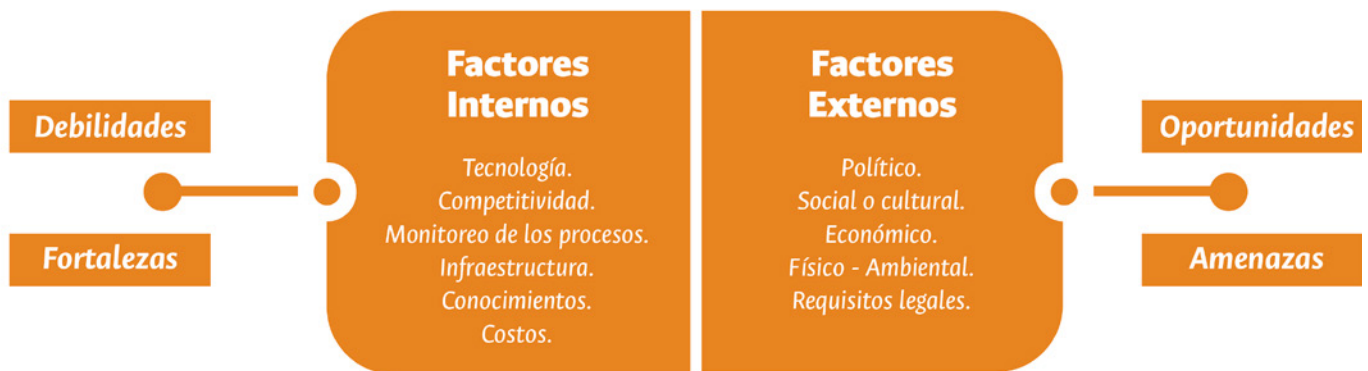 Debilidades
Fortalezas
Factores
Internos
Tecnología.
Competitividad.
Monitoreo de los procesos.
Infraestructura.
Conocimientos.
Costos.
Factores
Externos
Político.
Social o cultural.
Económico.
Físico - Ambiental.
Requisitos legales.
Oportunidades
Amenazas